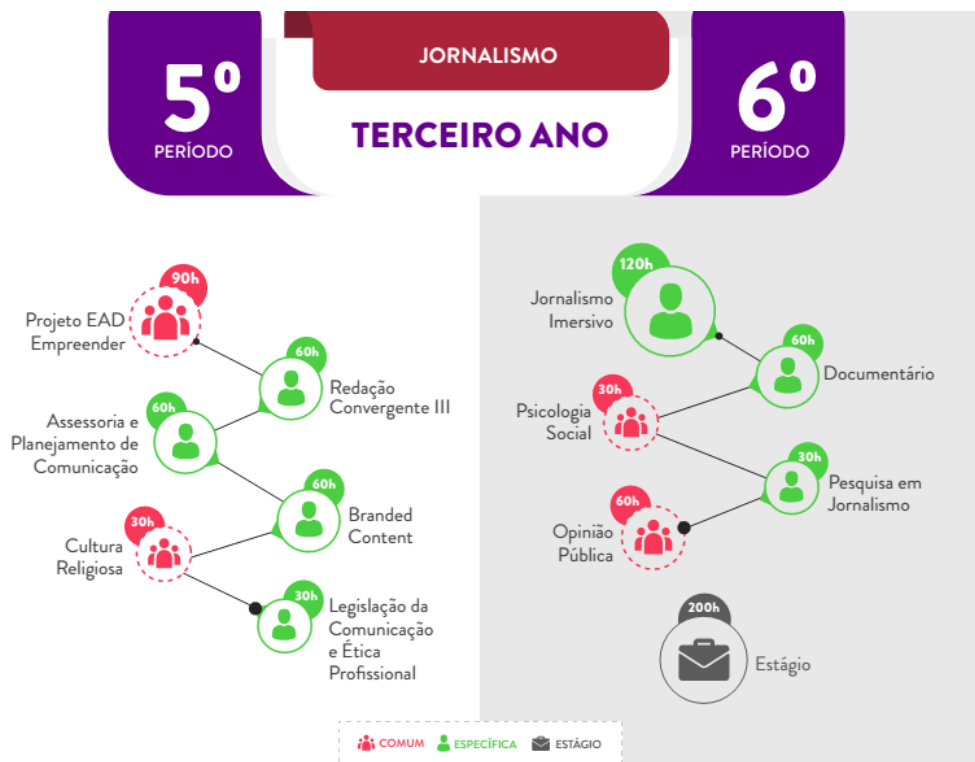 JORNALISMO
TERCEIRO ANO
5º
PERÍODO
6º
PERÍODO
90h
Projeto EAD
Empreender
60h
Redação
Convergente III
60h
Assessoria e
Planejamento de
Comunicação
60h
Branded
Content
30h
Cultura
Religiosa
30h
Legislação da
Comunicação
e Ética
Profissional
120h
Jornalismo
Imersivo
60h
Documentário
30h
Psicologia
Social
30h
Pesquisa em
Jornalismo
60h
Opinião
Pública
200h
Estágio
COMUM
ESPECÍFICA
ESTÁGIO